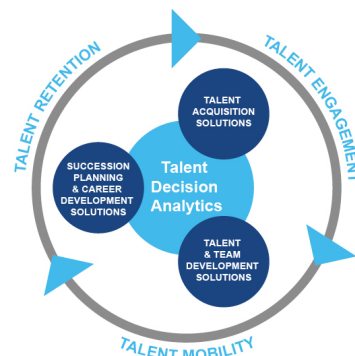 TALENT RETENTION
TALENT ENGAGEMENT
TALENT
ACQUISITION
SOLUTIONS
SUCCESSION
PLANNING
& CAREER
DEVELOPMENT
SOLUTIONS
Talent
Decision
Analytics
TALENT
& TEAM
DEVELOPMENT
SOLUTIONS
TALENT MOBILITY